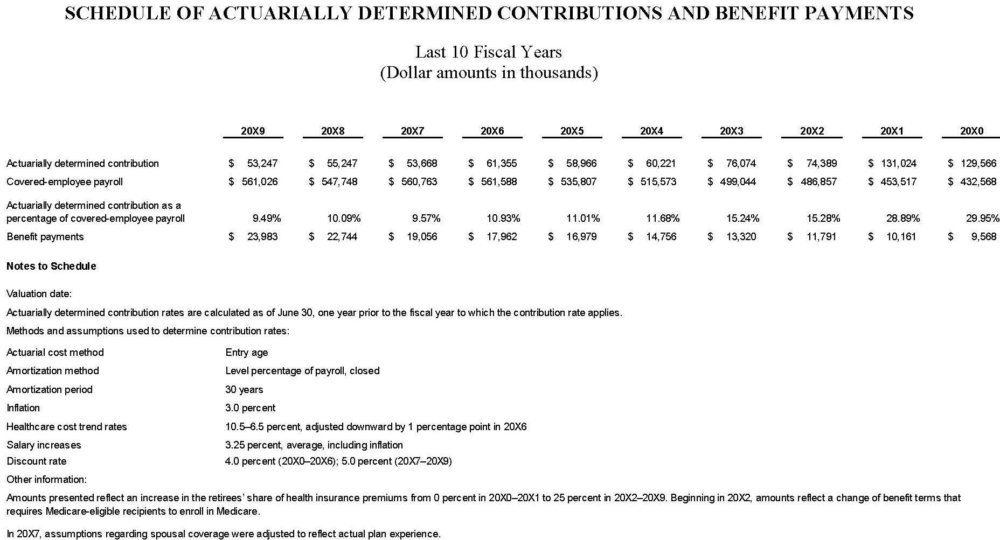 SCHEDULE OF ACTUARIALLY DETERMINED CONTRIBUTIONS AND BENEFIT PAYMENTS
Last 10 Fiscal Years
(Dollar amounts in thousands)
20X9 20X8 20X7 20X6 20X5 20X4 20X3 20X2 20X1 20X0
Actuarially determined contribution $ 53,247 $ 55,247 $ 53,668 $ 61,355 $ 58,966 $ 60,221 $ 76,074 $ 74,389 $ 131,024 $ 129,566
Covered-employee payroll $ 561,026 $ 547,748 $ 560,763 $ 561,588 $ 535,807 $ 515,573 $ 499,044 $ 486,857 $ 453,517 $ 432,568
Actuarially determined contribution as a
percentage of covered-employee payroll 9.49% 10.09% 9.57% 10.93% 11.01% 11.68% 15.24% 15.28% 28.89% 29.95%
Benefit payments $ 23,983 $ 22,744 $ 19,056 $ 17,962 $ 16,979 $ 14,756 $ 13,320 $ 11,791 $ 10,161 $ 9,568
Notes to Schedule
Valuation date:
Actuarially determined contribution rates are calculated as of June 30, one year prior to the fiscal year to which the contribution rate applies.
Methods and assumptions used to determine contribution rates:
Actuarial cost method Entry age
Amortization method Level percentage of payroll, closed
Amortization period 30 years
Inflation 3.0 percent
Healthcare cost trend rates 10.5–6.5 percent, adjusted downward by 1 percentage point in 20X6
Salary increases 3.25 percent, average, including inflation
Discount rate 4.0 percent (20X0–20X6); 5.0 percent (20X7–20X9)
Other information:
Amounts presented reflect an increase in the retirees’ share of health insurance premiums from 0 percent in 20X0–20X1 to 25 percent in 20X2–20X9. Beginning in 20X2, amounts reflect a change of benefit terms that
requires Medicare-eligible recipients to enroll in Medicare.
In 20X7, assumptions regarding spousal coverage were adjusted to reflect actual plan experience.